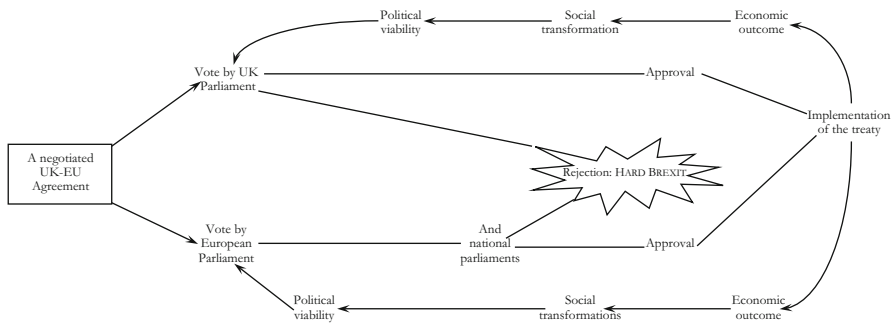 Political
viability
Social
transformation
Economic
outcome
Vote by UK
Parliament
Approval
Implementation
of the treaty
A negotiated
UK-EU
Agreement
Rejection: HARD BREXIT
Vote by
European
Parliament
And
national
parliaments
Approval
Political
viability
Social
transformations
Economic
outcome